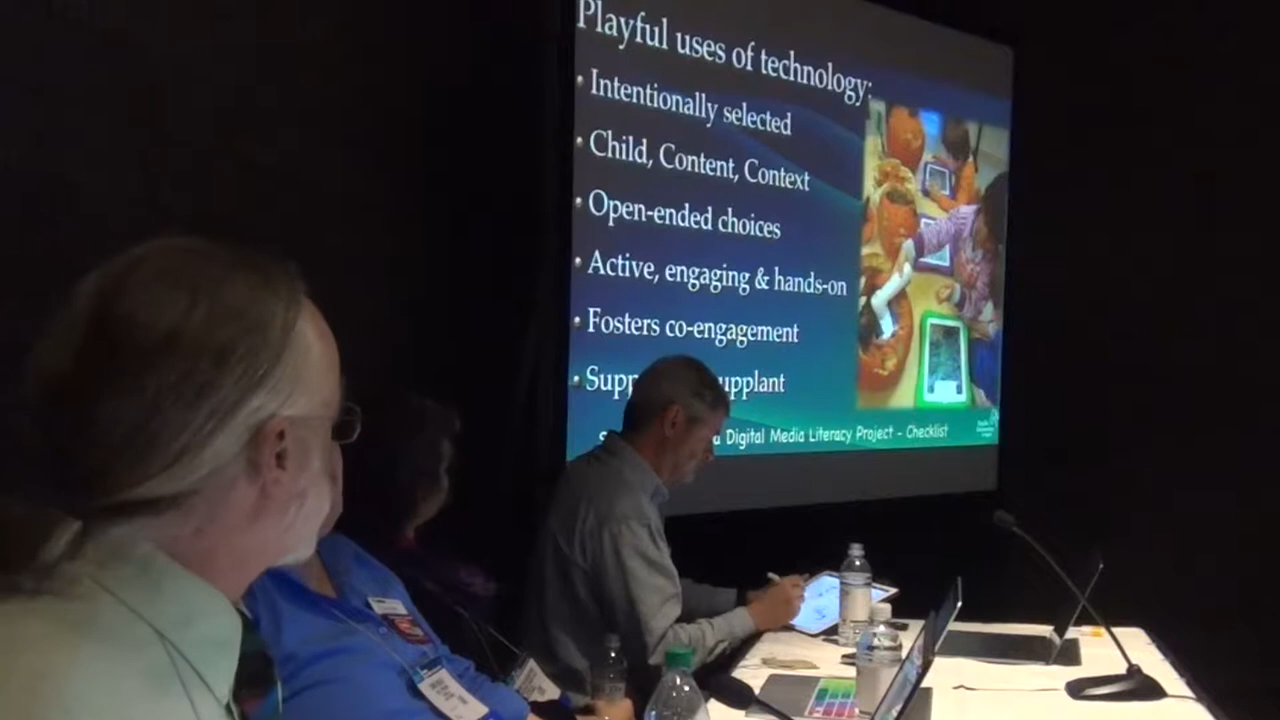 Playful uses of technology:
• Intentionally selected
• Child, Content, Context
• Open-ended choices
• Active, engaging & hands-on
• Fosters co-engagement
• Supp upplant
Digital Media Literacy Project – Checklist